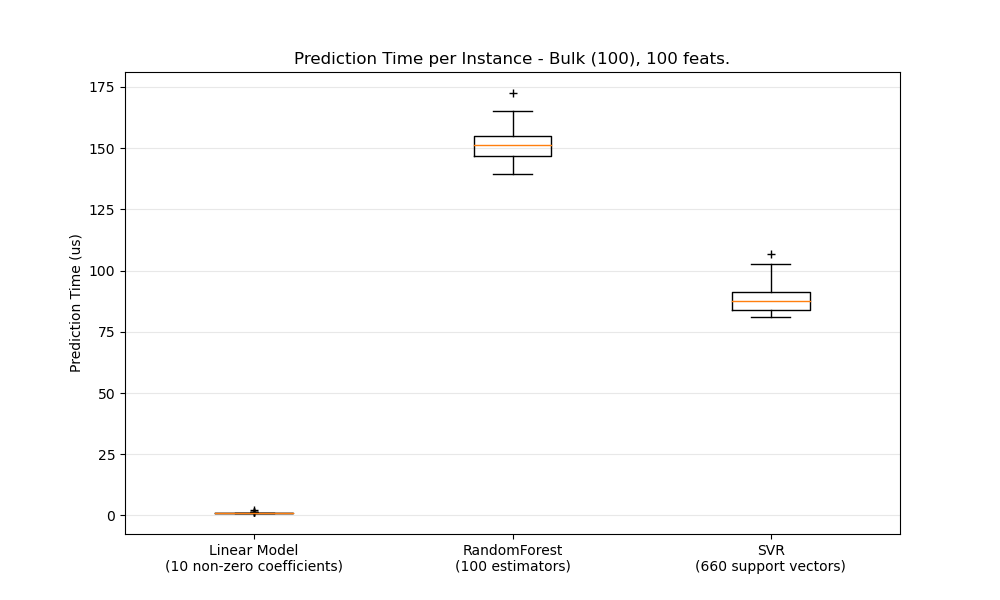 Prediction Time per Instance - Bulk (100), 100 feats.
Prediction Time (us)
175
150
125
100
75
50
25
0
Linear Model
(10 non-zero coefficients)
RandomForest
(100 estimators)
SVR
(660 support vectors)